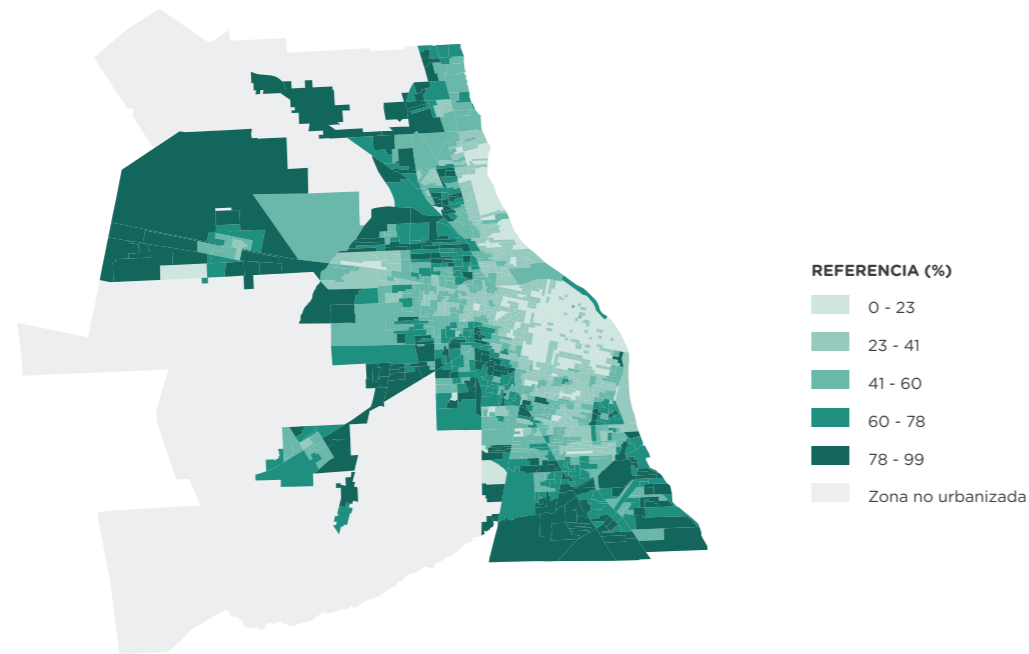 REFERENCIA (%)
0 - 23
23 - 41
41 - 60
60 - 78
78 - 99
Zona no urbanizada